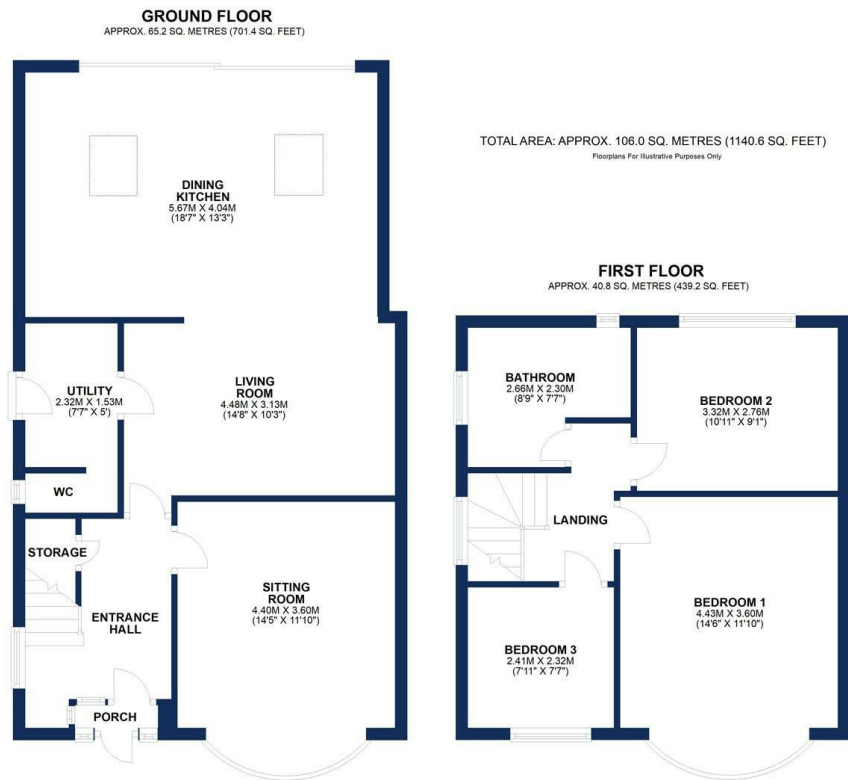 GROUND FLOOR
APPROX. 65.2 SQ. METRES (701.4 SQ. FEET)
DINING
KITCHEN
5.67M X 4.04M
(18'7" X 13'3")
UTILITY
2.32M X 1.53M
(7'7" X 5')
LIVING
ROOM
4.48M X 3.13M
(14'8" X 10'3")
WC
STORAGE
ENTRANCE
HALL
SITTING
ROOM
4.40M X 3.60M
(14'5" X 11'10")
PORCH
TOTAL AREA: APPROX. 106.0 SQ. METRES (1140.6 SQ. FEET)
Floorplans For Illustrative Purposes Only
FIRST FLOOR
APPROX. 40.8 SQ. METRES (439.2 SQ. FEET)
BATHROOM
2.66M X 2.30M
(8'9" X 7'7")
BEDROOM 2
3.32M X 2.76M
(10'11" X 9'1")
LANDING
BEDROOM 1
4.43M X 3.60M
(14'6" X 11'10")
BEDROOM 3
2.41M X 2.32M
(7'11" X 7'7")